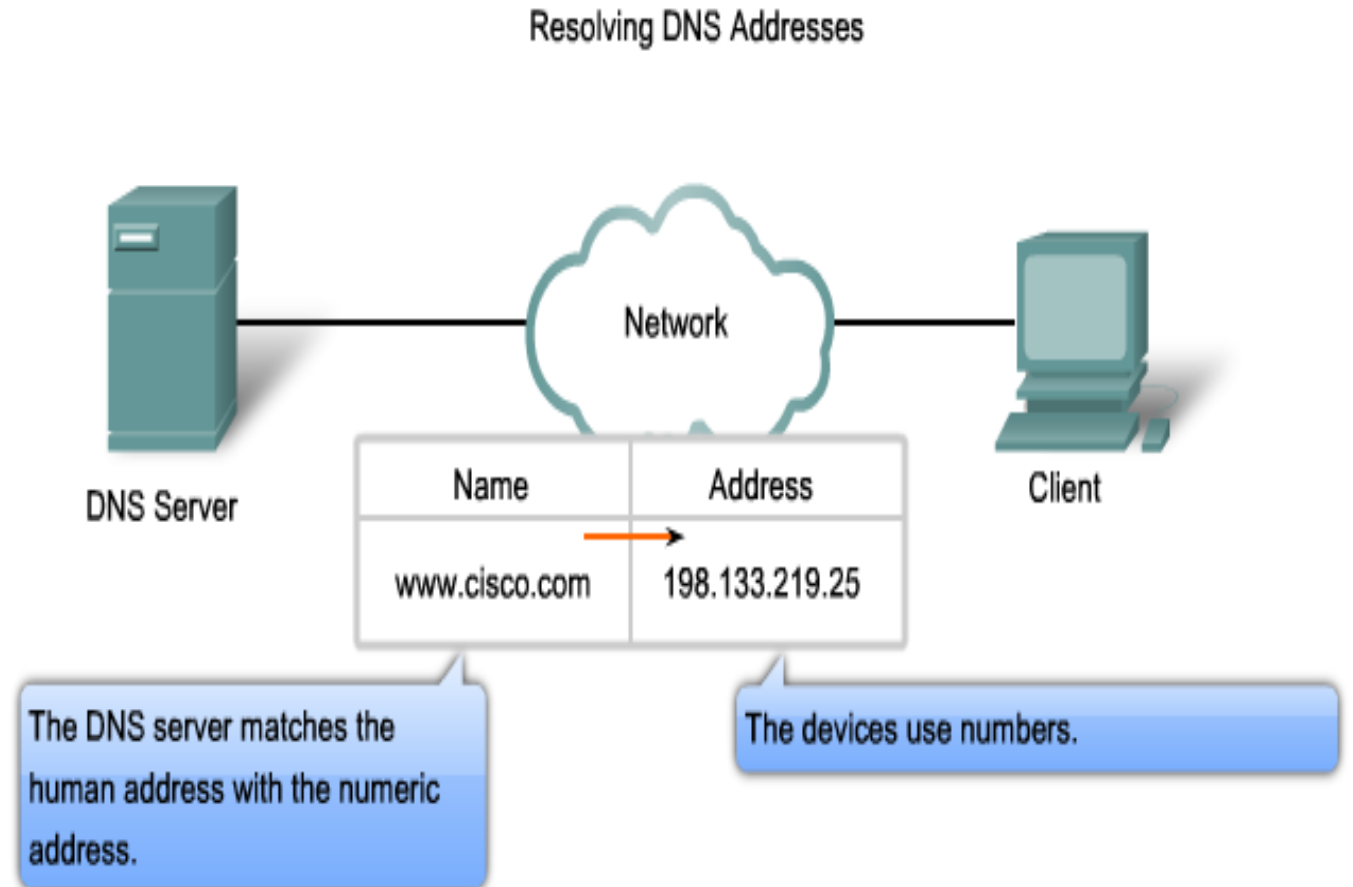 Resolving DNS Addresses
Network
DNS Server
Client
Name
Address
www.cisco.com
198.133.219.25
The DNS server matches the
human address with the numeric
address.
The devices use numbers.